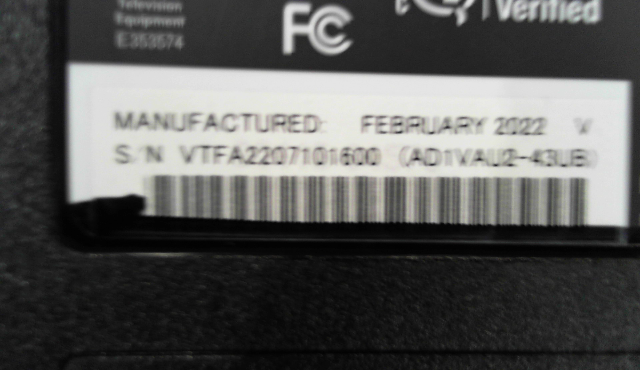 Television
Equipment
E353574
FC
Verified
MANUFACTURED: FEBRUARY 2022 V
S/N VTFA2207101600 (AD1VAU2-43UB)